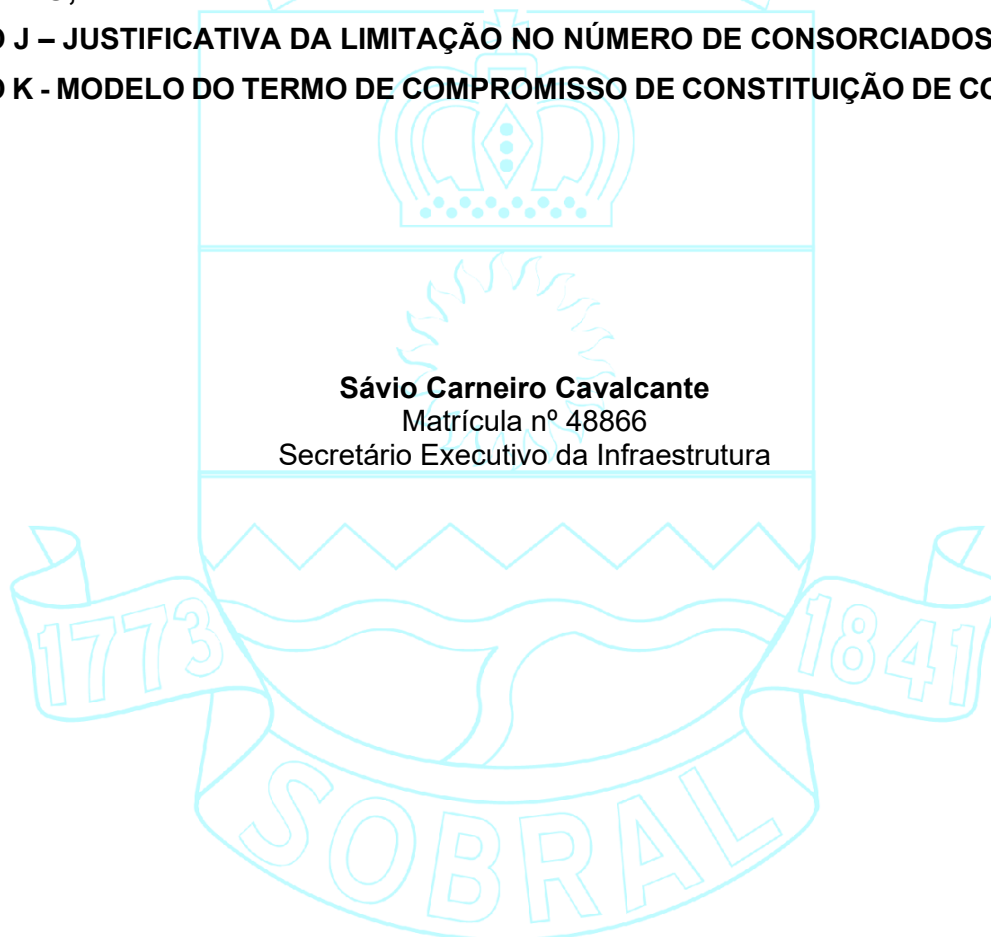 J – JUSTIFICATIVA DA LIMITAÇÃO NO NÚMERO DE CONSORCIADOS
K - MODELO DO TERMO DE COMPROMISSO DE CONSTITUIÇÃO DE
Sávio Carneiro Cavalcante
Matrícula nº 48866
Secretário Executivo da Infraestrutura
1773
1841
SOBRAL